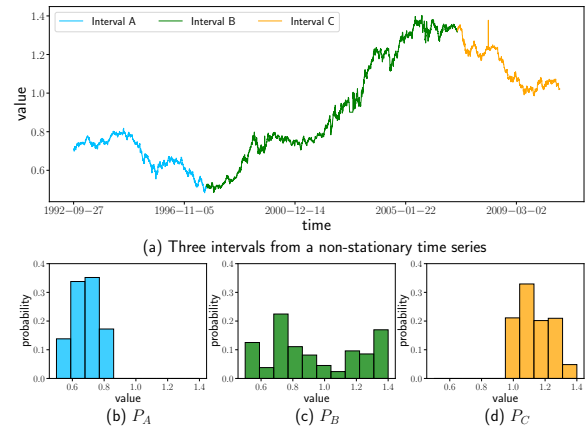 Interval A Interval B Interval C
1.4
1.2
1.0
0.8
0.6
value
1992−09−27 1996−11−05 2000−12−14 2005−01−22 2009−03−02
time
(a) Three intervals from a non-stationary time series
0.4 0.4 0.4
0.3 0.3 0.3
0.2 0.2 0.2
0.1 0.1 0.1
0.0 0.0 0.0
probability probability probability
0.6 0.8 1.0 1.2 1.4 0.6 0.8 1.0 1.2 1.4 0.6 0.8 1.0 1.2 1.4
value value value
(b) P_A (c) P_B (d) P_C